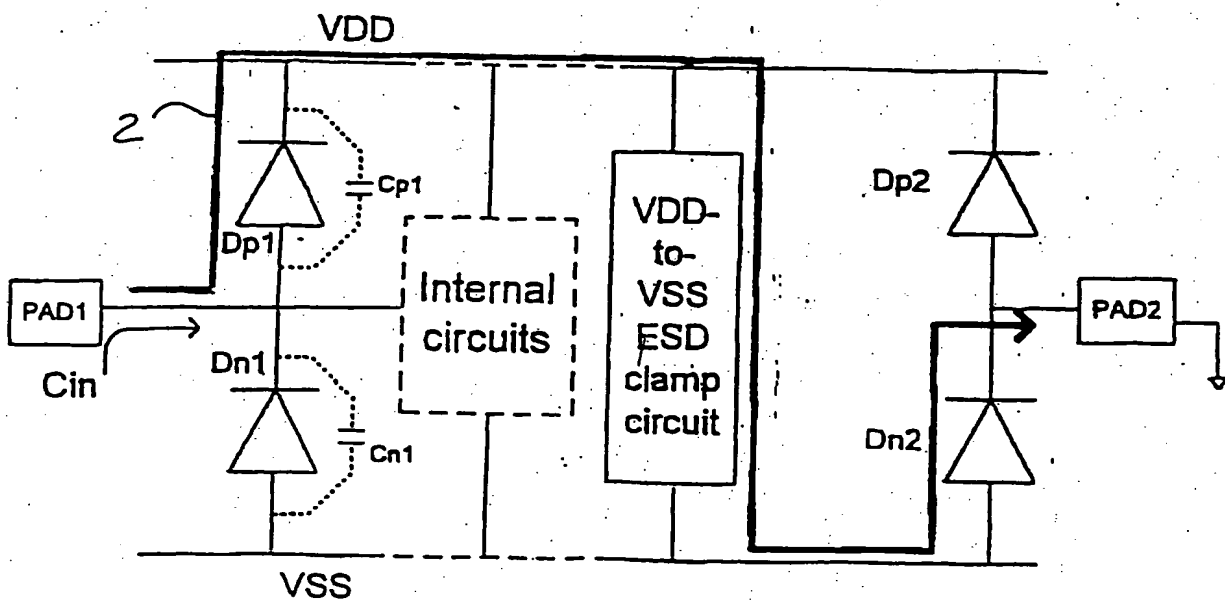 VDD
2
Cp1
Dp1
Dp2
PAD1
Internal
circuits
VDD-
to-
VSS
ESD
clamp
circuit
PAD2
Cin
Dn1
Cn1
Dn2
VSS